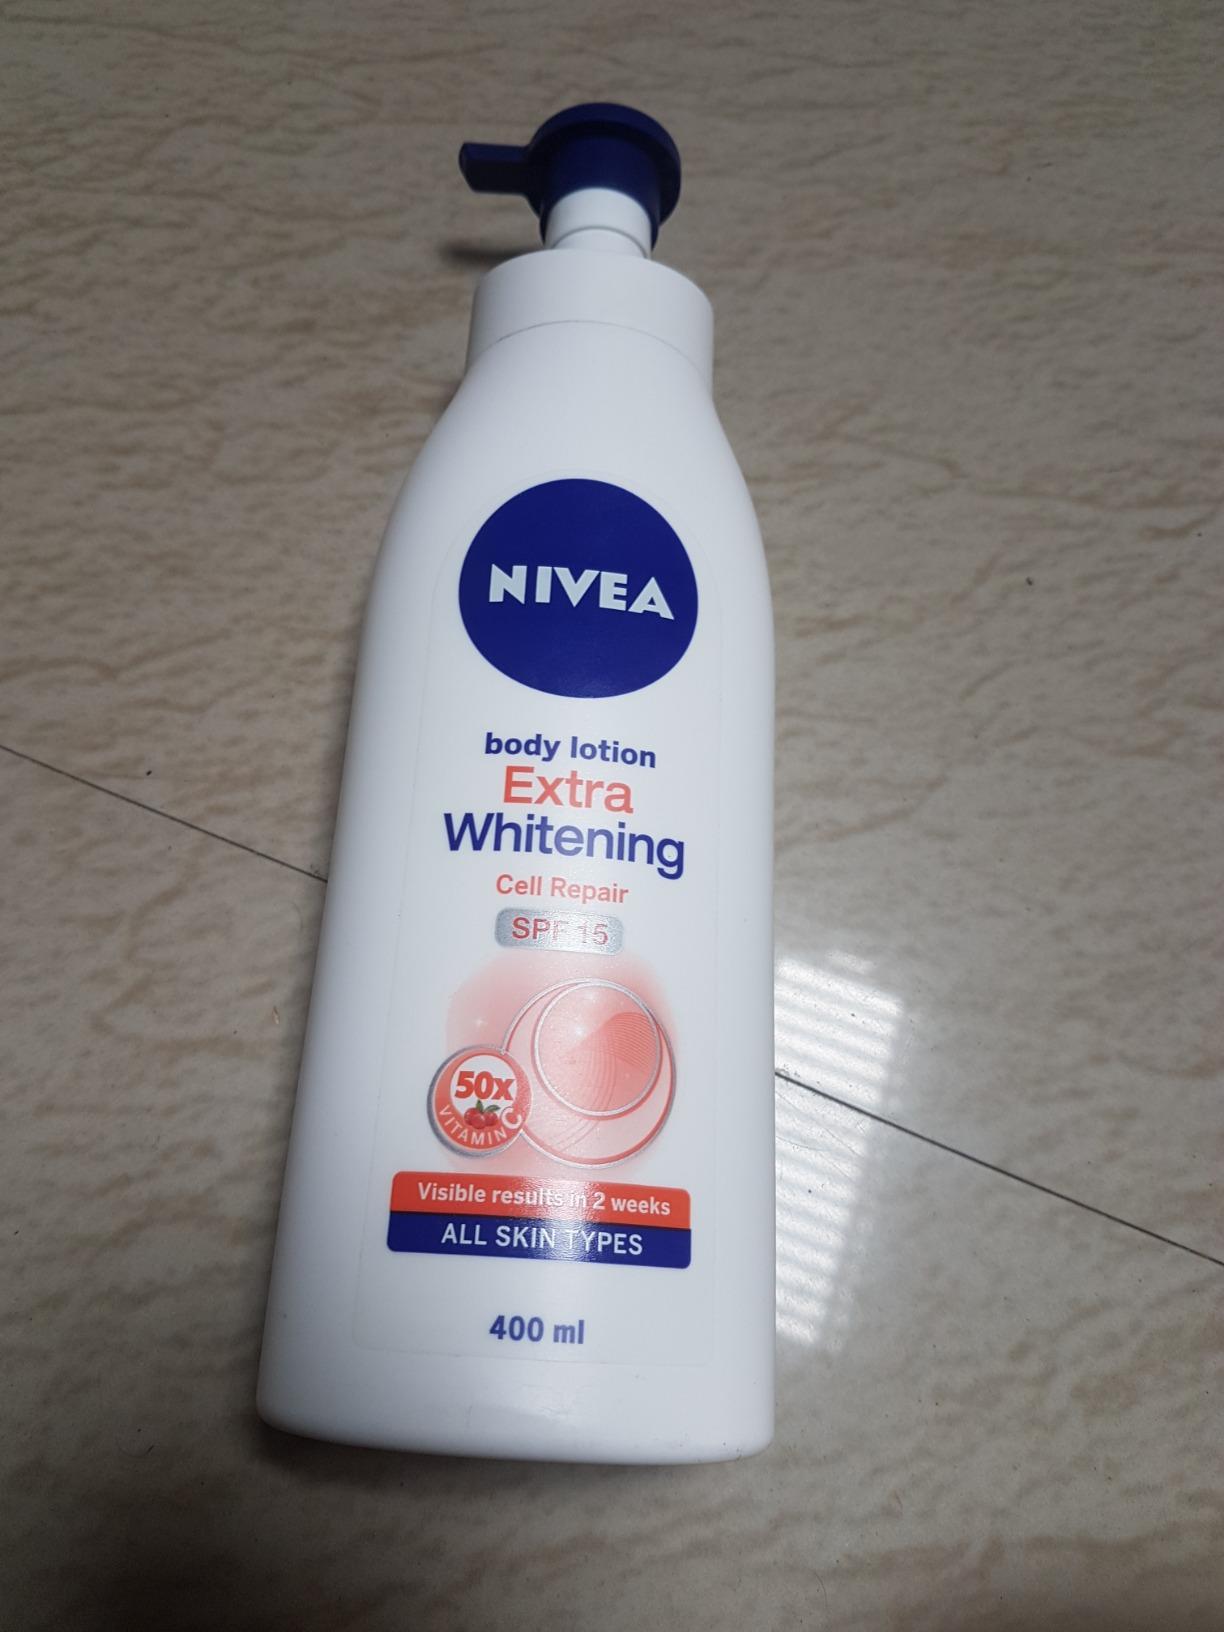 NIVEA
body lotion
Extra
Whitening
Cell Repair
SPF 15
50x
VITAMIN C
Visible results in 2 weeks
ALL SKIN TYPES
400 ml